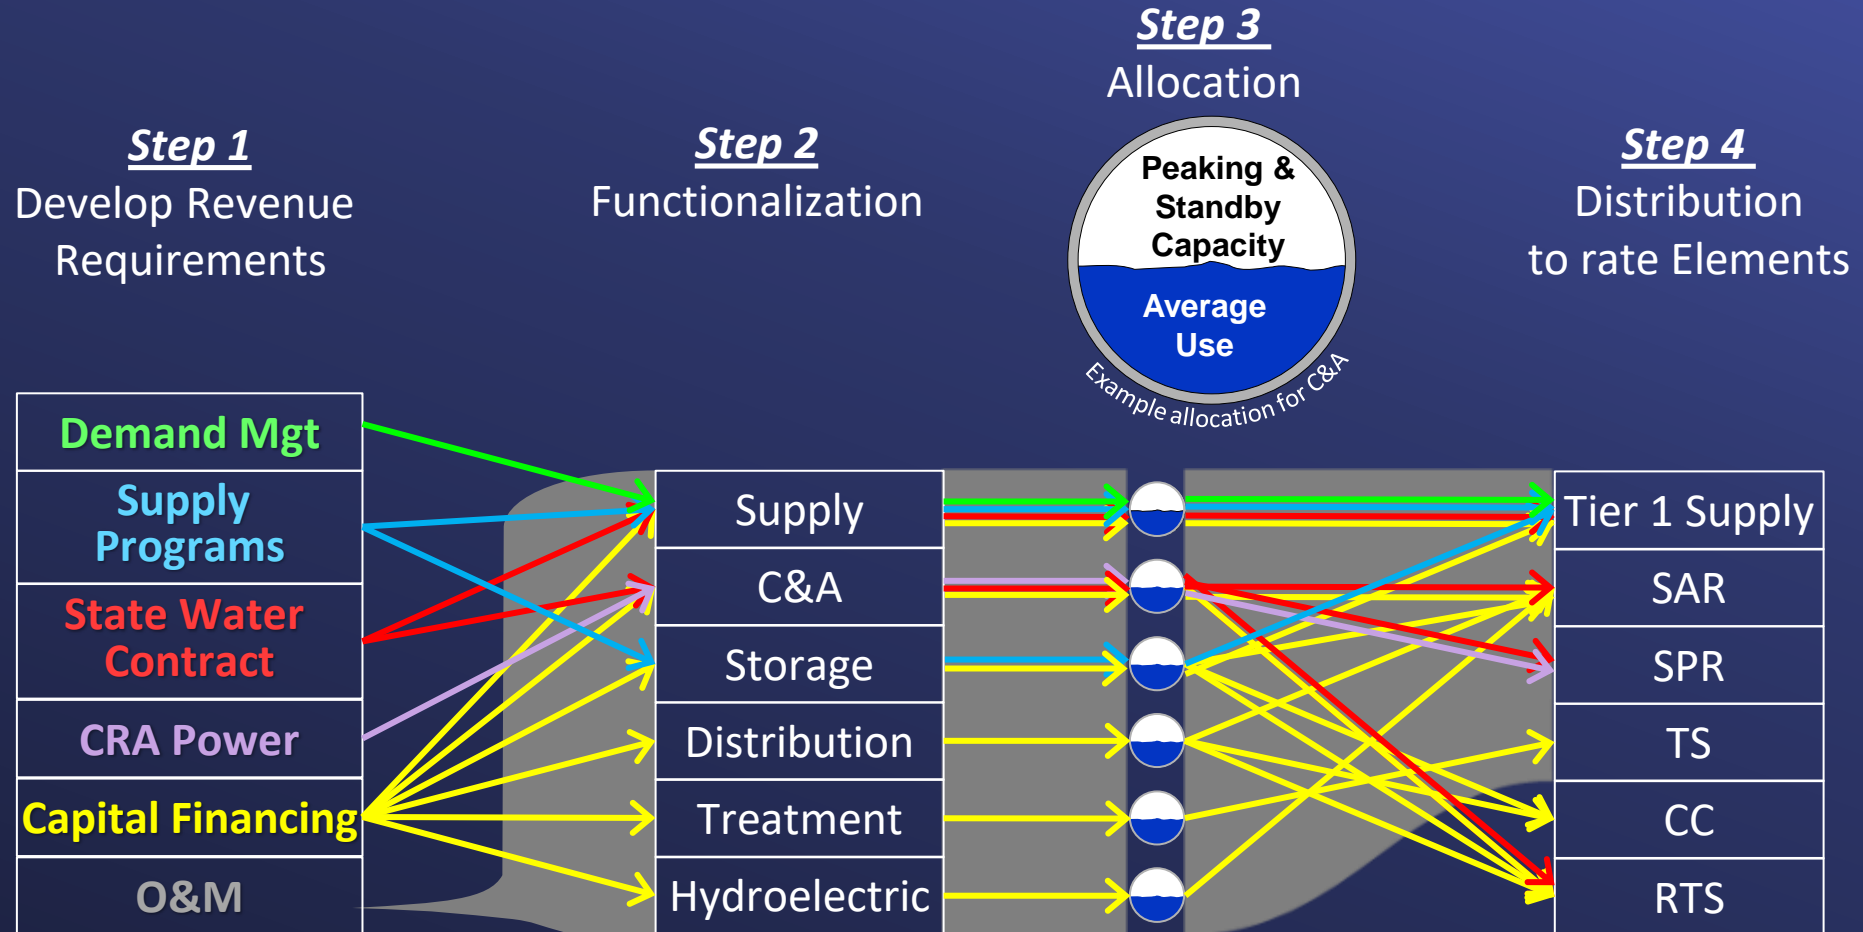 Step 1
Develop Revenue
Requirements
Step 2
Functionalization
Step 3
Allocation
Peaking &
Standby
Capacity
Average
Use
Example allocation for C&A
Step 4
Distribution
to rate Elements
Demand Mgt
Supply
Programs
State Water
Contract
CRA Power
Capital Financing
O&M
Supply
C&A
Storage
Distribution
Treatment
Hydroelectric
Tier 1 Supply
SAR
SPR
TS
CC
RTS